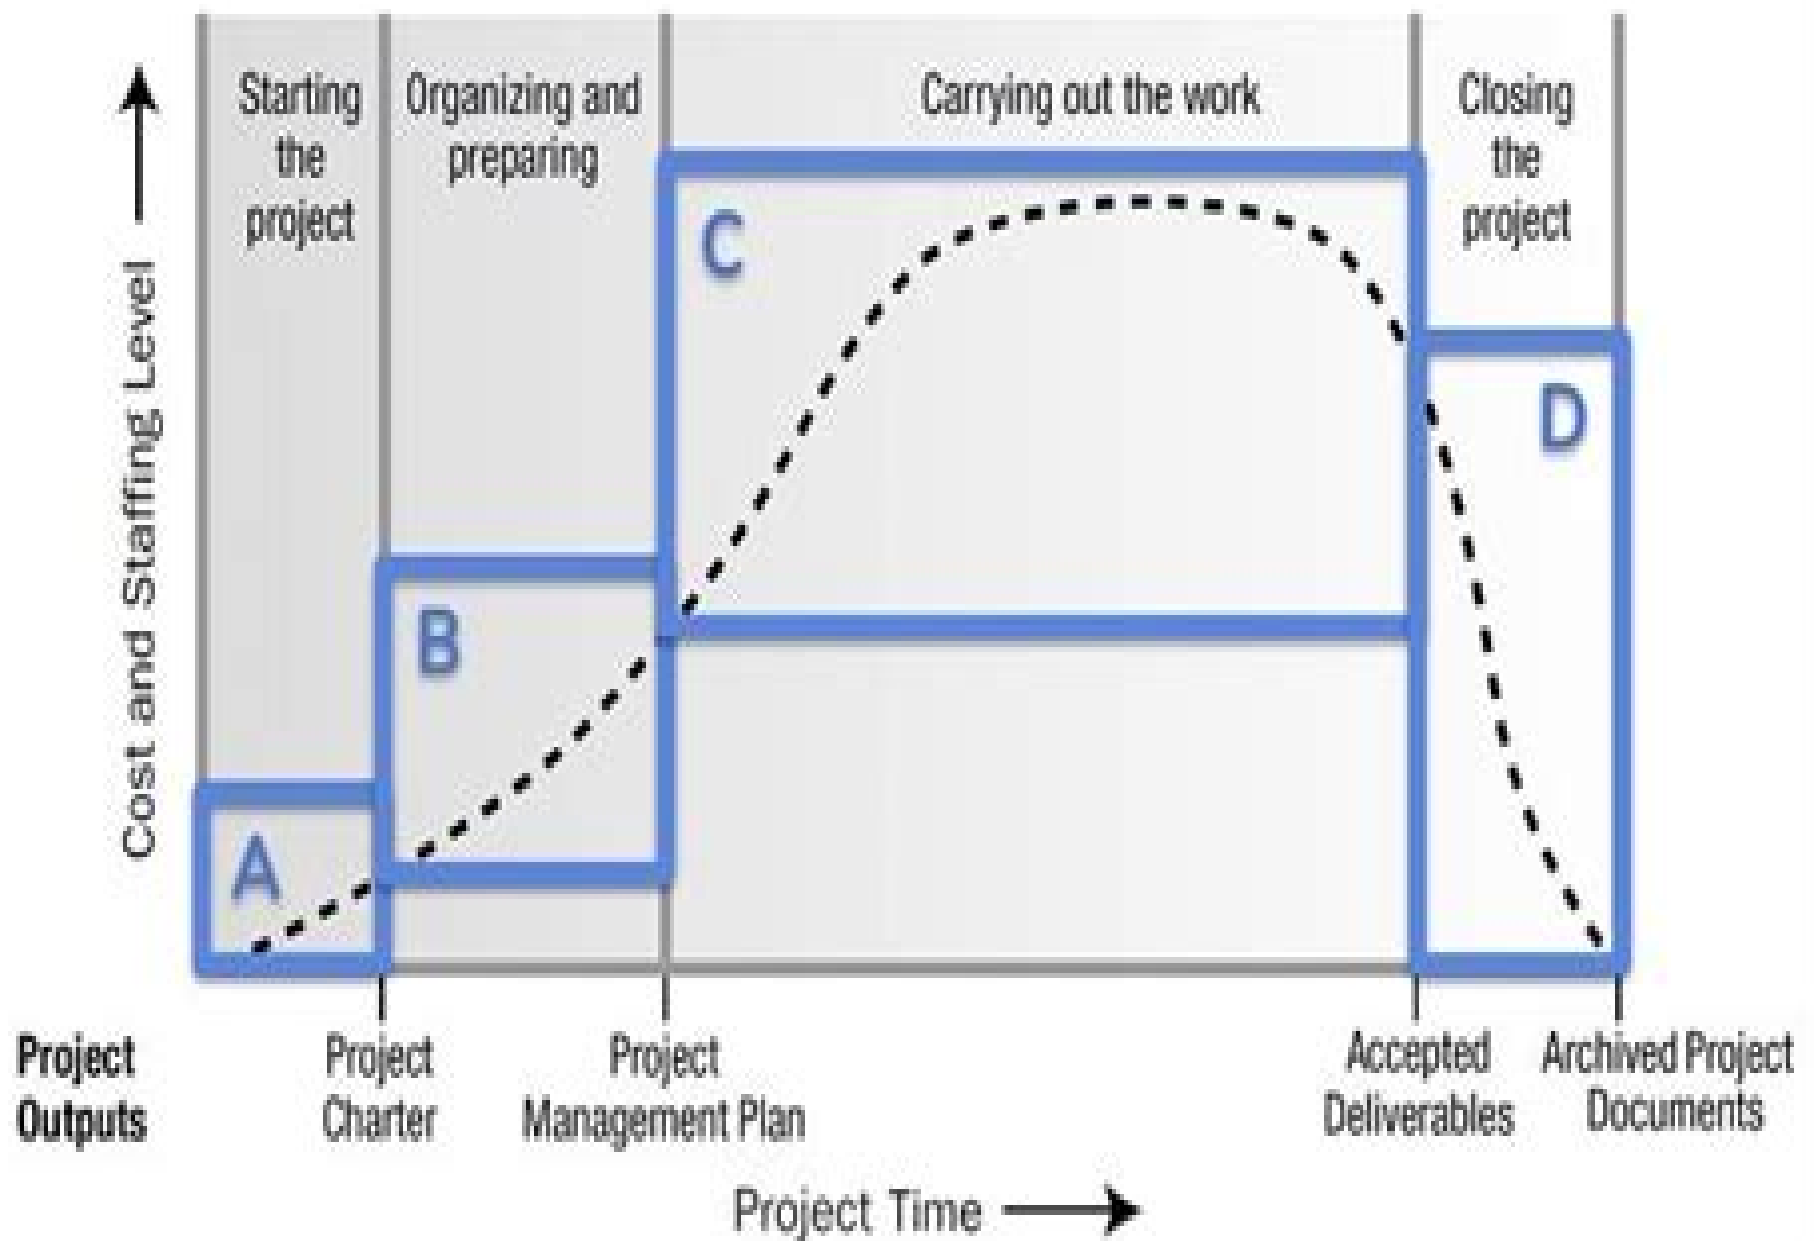 Starting
the
project
Organizing and
preparing
Carrying out the work
Closing
the
project
Cost and Staffing Level
A
B
C
D
Project
Outputs
Project
Charter
Project
Management Plan
Accepted
Deliverables
Archived Project
Documents
Project Time